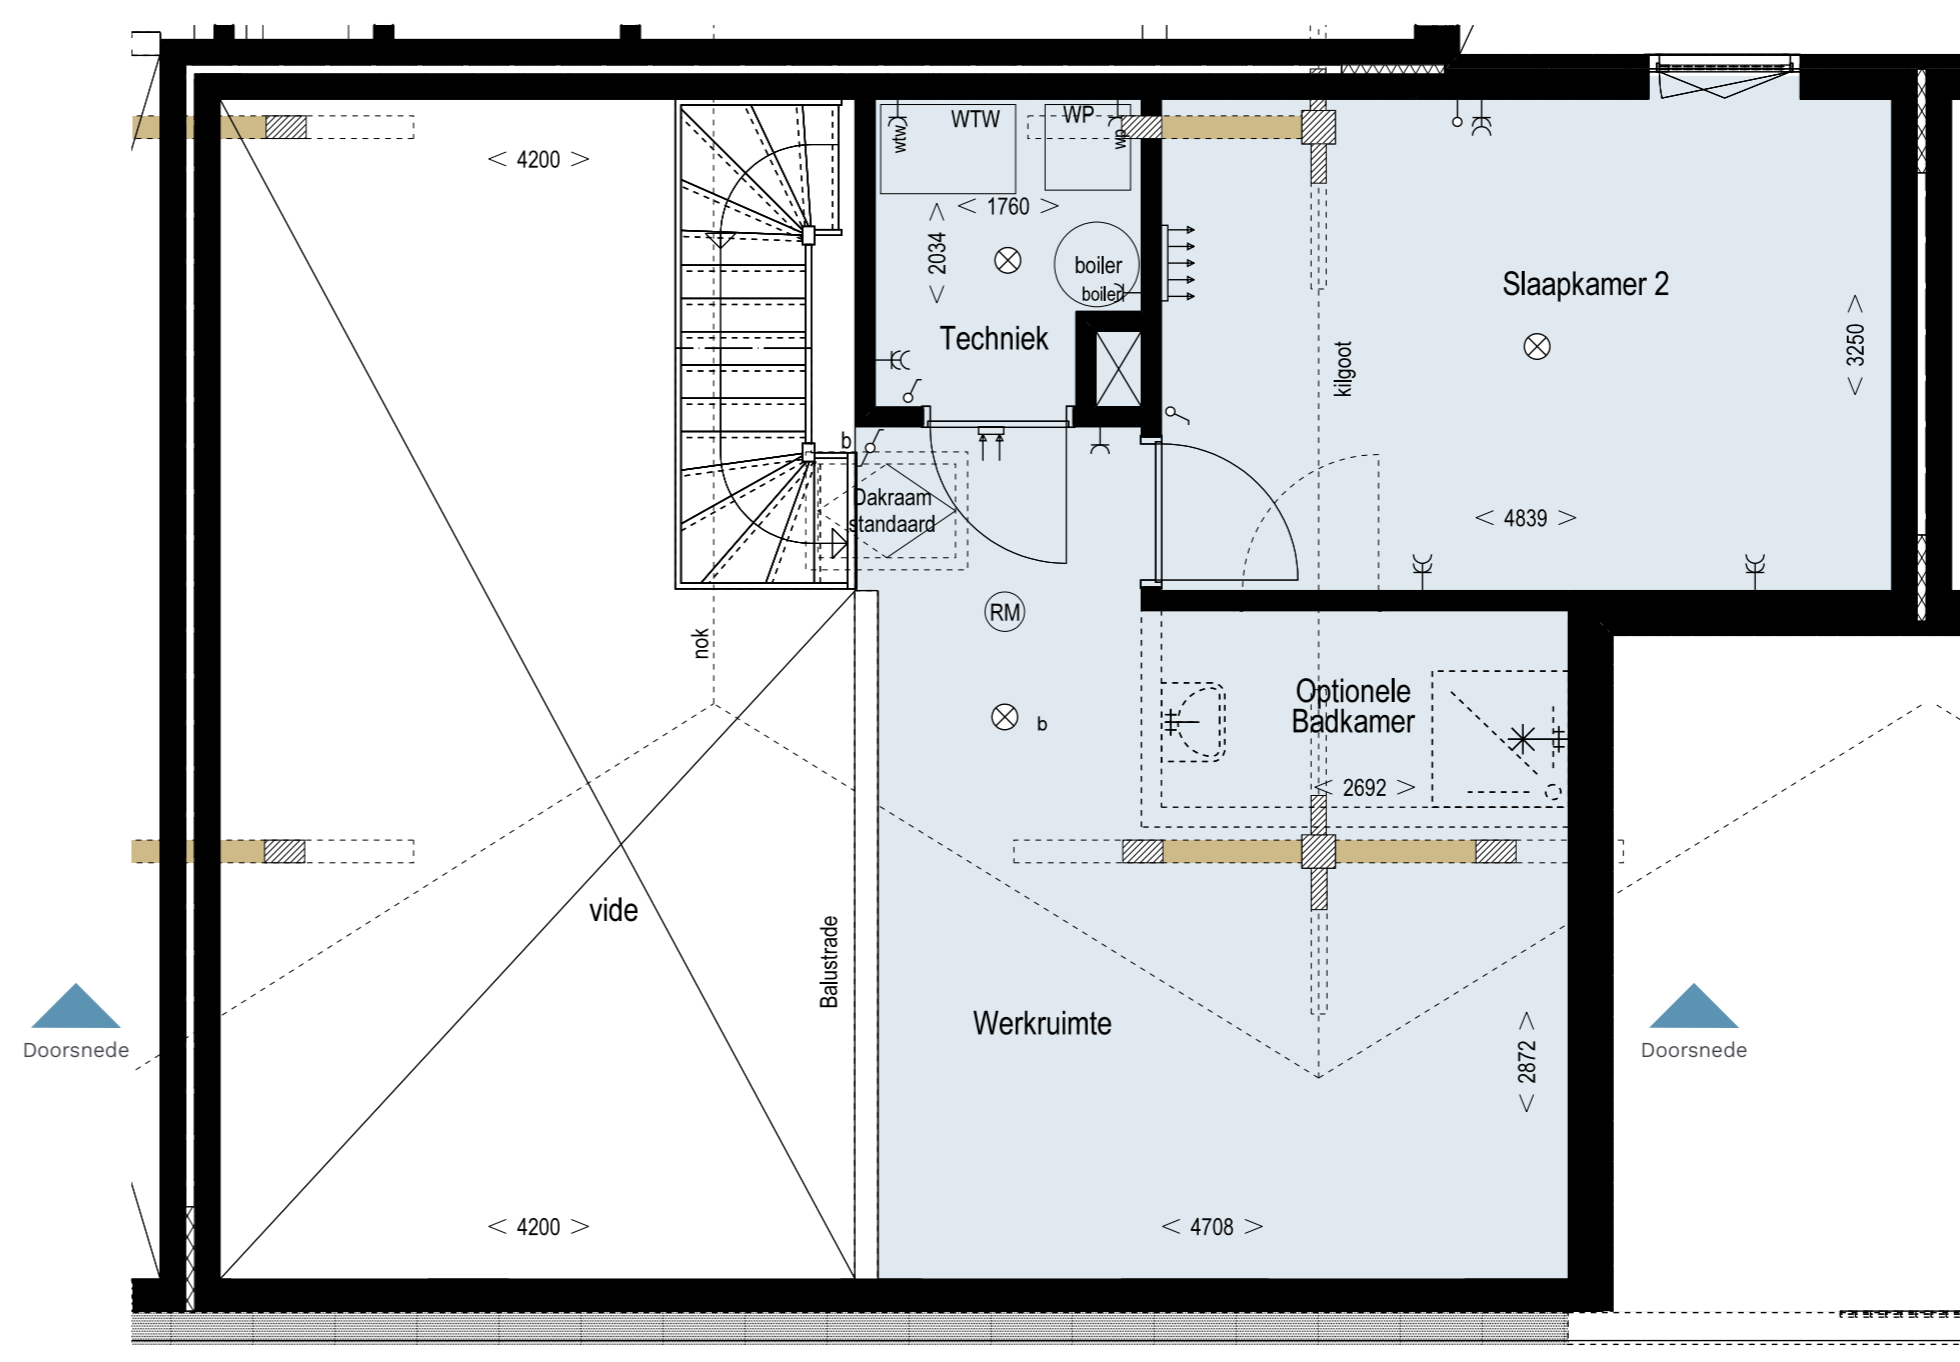 WTW
WP
wtw
wp
< 4200 >
< 1760 >
< 2034 >
boiler
boiler
Techniek
Slaapkamer 2
< 3250 >
kilgoot
b
Dakraam
standaard
< 4839 >
RM
nok
b
Optionele
Badkamer
< 2692 >
vide
Balustrade
Werkruimte
< 2872 >
Doorsnede
Doorsnede
< 4200 >
< 4708 >